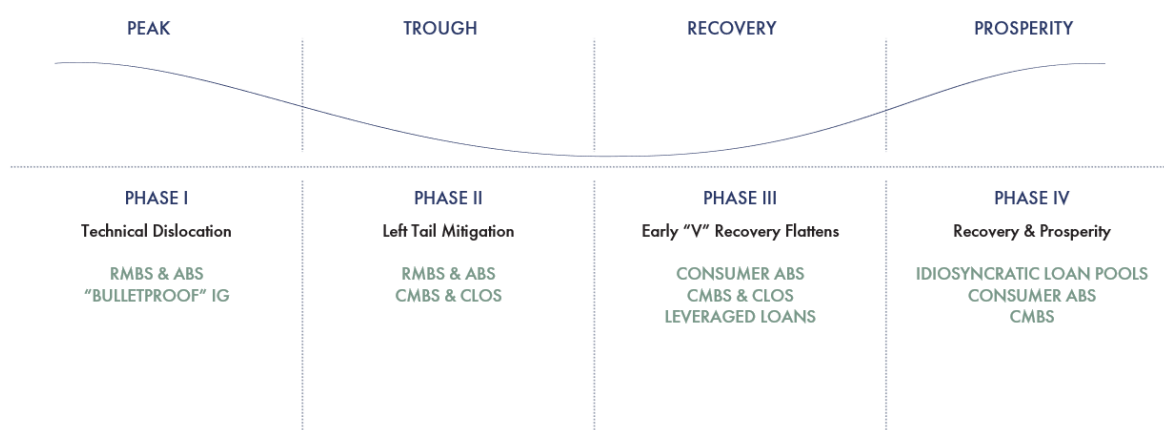 PEAK
TROUGH
RECOVERY
PROSPERITY
PHASE I
Technical Dislocation
RMBS & ABS
“BULLETPROOF” IG
PHASE II
Left Tail Mitigation
RMBS & ABS
CMBS & CLOS
PHASE III
Early “V” Recovery Flattens
CONSUMER ABS
CMBS & CLOS
LEVERAGED LOANS
PHASE IV
Recovery & Prosperity
IDIOSYNCRATIC LOAN POOLS
CONSUMER ABS
CMBS